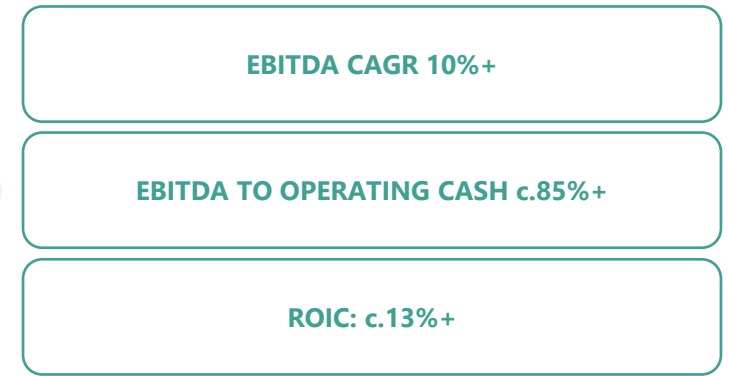 EBITDA CAGR 10%+
EBITDA TO OPERATING CASH c.85%+
ROIC: c.13%+